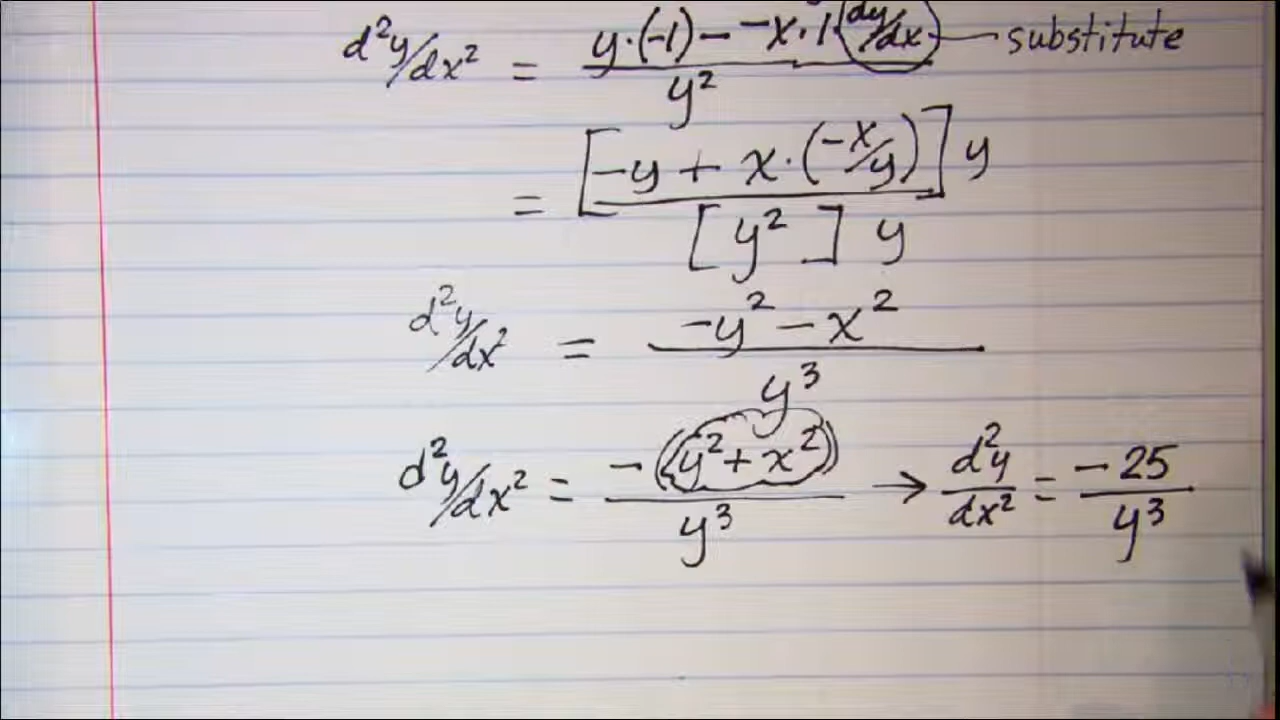 d²y/dx² = y·(-1) - -x·1(dy/dx) / y² substitute
= [-y + x·(-x/y)] y / [y²] y
d²y/dx² = -y² - x² / y³
d²y/dx² = -((y² + x²)) / y³ → d²y/dx² = -25 / y³